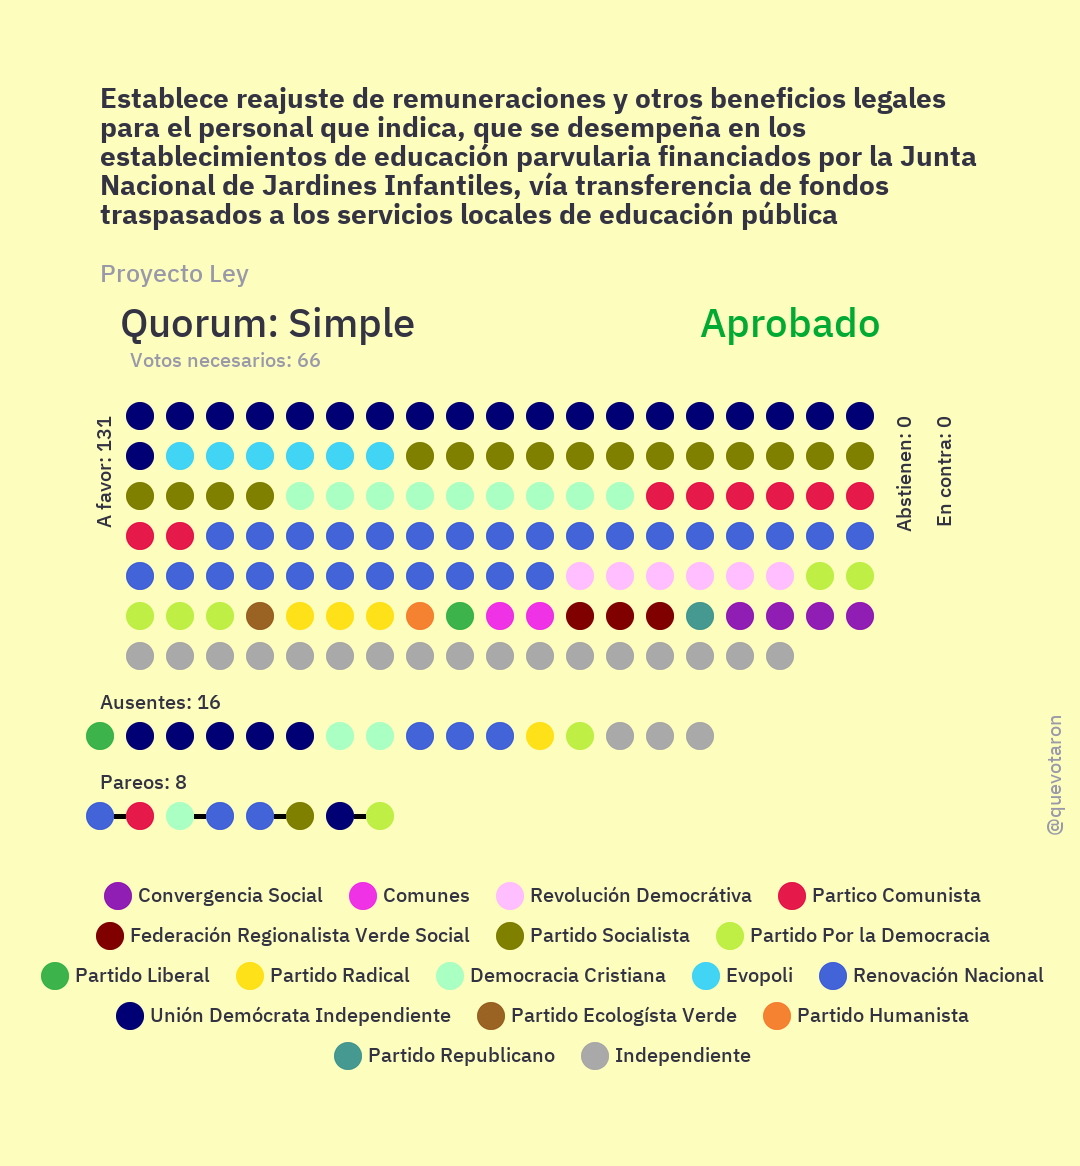 Establece reajuste de remuneraciones y otros beneficios legales
para el personal que indica, que se desempeña en los
establecimientos de educación parvularia financiados por la Junta
Nacional de Jardines Infantiles, vía transferencia de fondos
traspasados a los servicios locales de educación pública
Proyecto Ley
Quorum: Simple
Aprobado
Votos necesarios: 66
A favor: 131
Abstienen: 0
En contra: 0
Ausentes: 16
Pareos: 8
@quevotaron
Convergencia Social Comunes Revolución Democrátiva Partico Comunista
Federación Regionalista Verde Social Partido Socialista Partido Por la Democracia
Partido Liberal Partido Radical Democracia Cristiana Evopoli Renovación Nacional
Unión Demócrata Independiente Partido Ecologísta Verde Partido Humanista
Partido Republicano Independiente